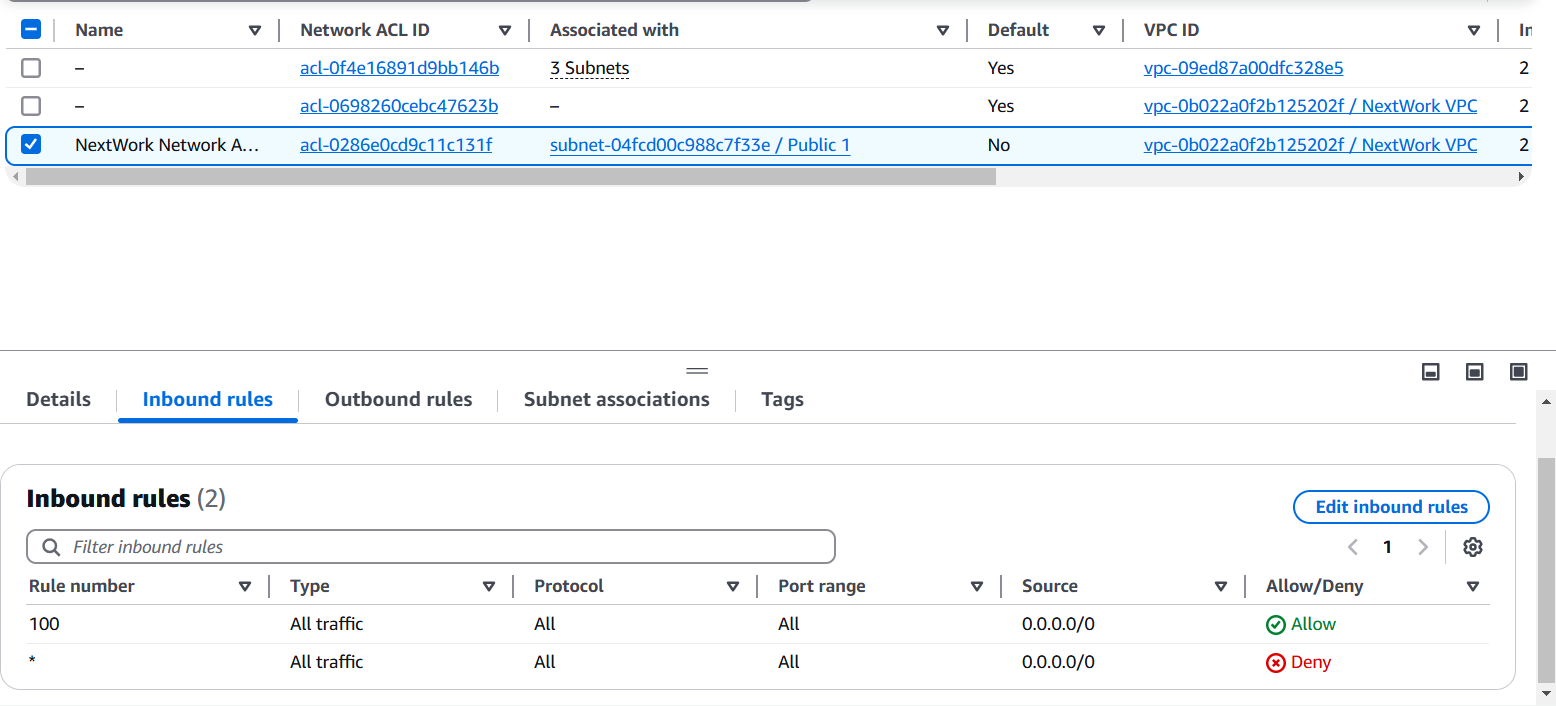 Name Network ACL ID Associated with Default VPC ID In
– acl-0f4e16891d9bb146b 3 Subnets Yes vpc-09ed87a00dfc328e5 2
– acl-0698260cebc47623b – Yes vpc-0b022a0f2b125202f / NextWork VPC 2
NextWork Network A... acl-0286e0cd9c11c131f subnet-04fcd00c988c7f33e / Public 1 No vpc-0b022a0f2b125202f / NextWork VPC 2
Details Inbound rules Outbound rules Subnet associations Tags
Inbound rules (2)
Edit inbound rules
Filter inbound rules
1
Rule number Type Protocol Port range Source Allow/Deny
100 All traffic All All 0.0.0.0/0 Allow
* All traffic All All 0.0.0.0/0 Deny